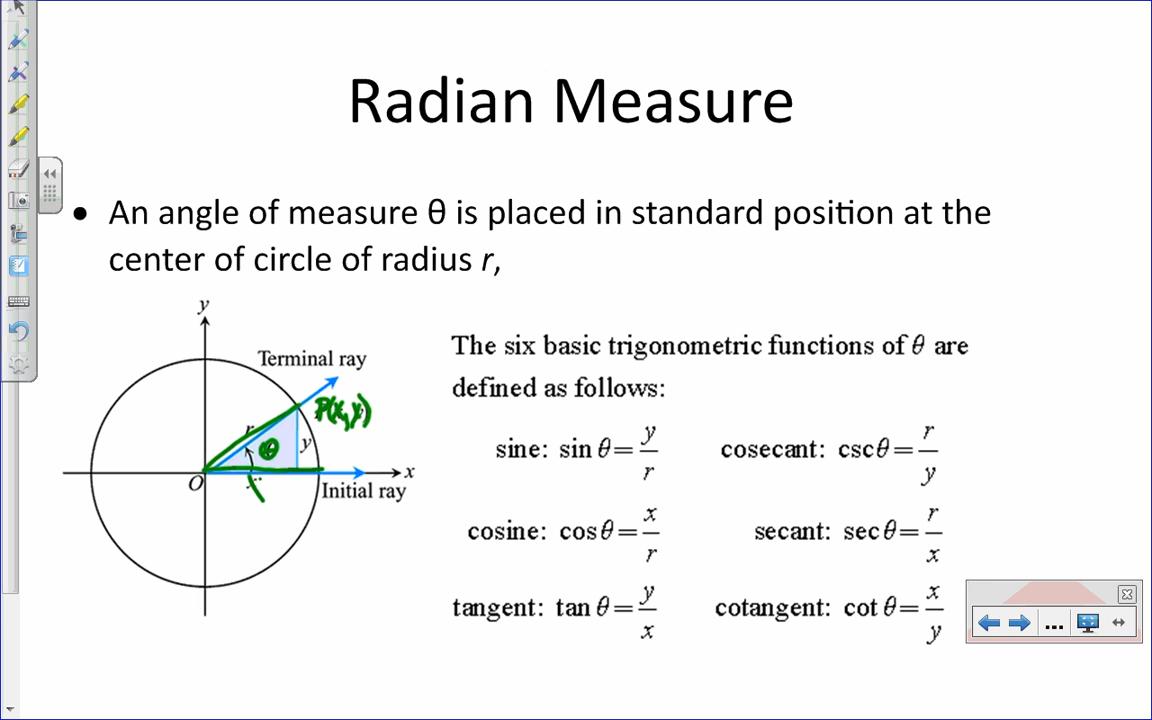 Radian Measure
• An angle of measure θ is placed in standard position at the
center of circle of radius r,
y
Terminal ray
P(x,y)
r
θ
y
x
O
r
Initial ray
The six basic trigonometric functions of θ are
defined as follows:
sine: sin θ = y/r
cosecant: csc θ = r/y
cosine: cos θ = x/r
secant: sec θ = r/x
tangent: tan θ = y/x
cotangent: cot θ = x/y
...